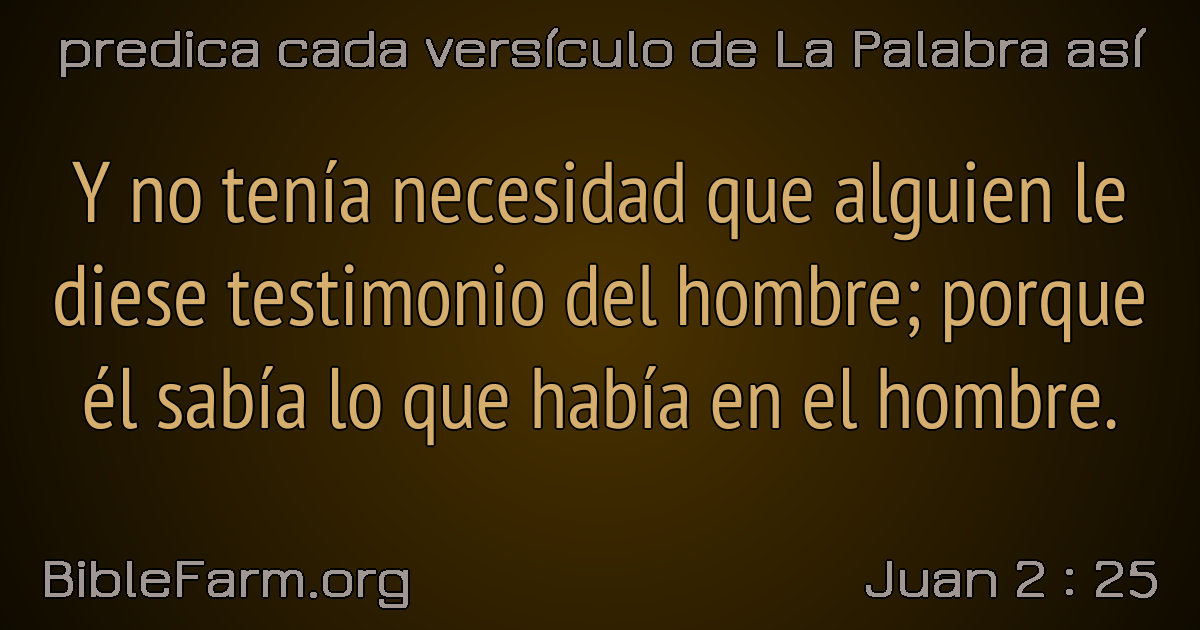 predica cada versículo de La Palabra así
Y no tenía necesidad que alguien le
diese testimonio del hombre; porque
él sabía lo que había en el hombre.
BibleFarm.org
Juan 2 : 25